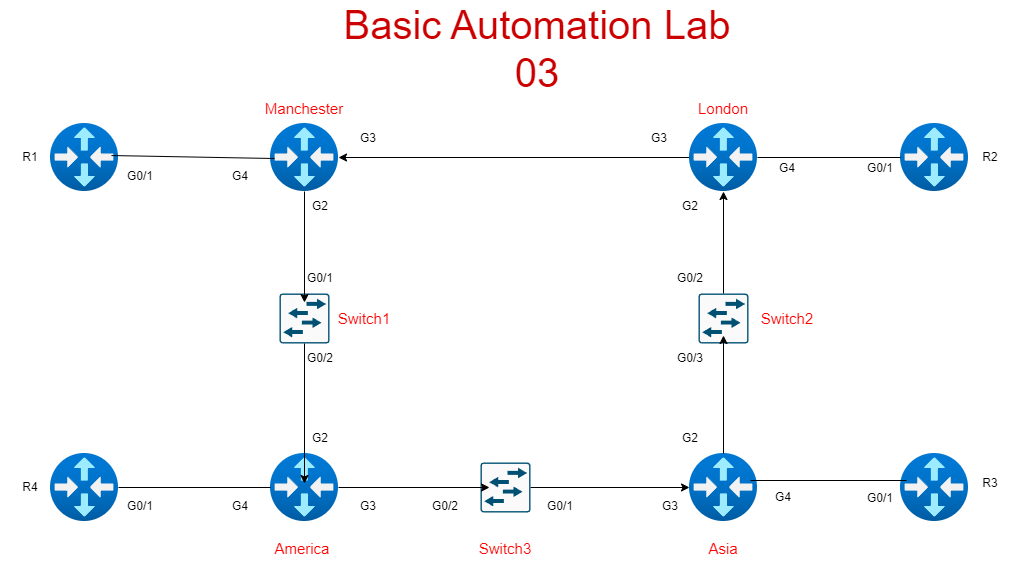 Basic Automation Lab
03
Manchester
London
G3
G3
R1
R2
G0/1
G4
G4
G0/1
G2
G2
G0/1
G0/2
Switch1
Switch2
G0/2
G0/3
G2
G2
R4
R3
G0/1
G4
G3
G0/2
G0/1
G3
G4
G0/1
America
Switch3
Asia